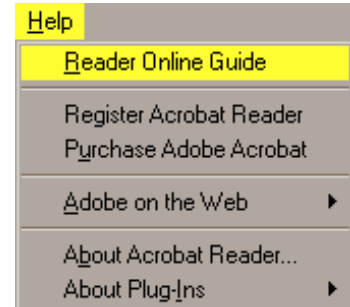 Help
Reader Online Guide
Register Acrobat Reader
Purchase Adobe Acrobat
Adobe on the Web
About Acrobat Reader...
About Plug-Ins